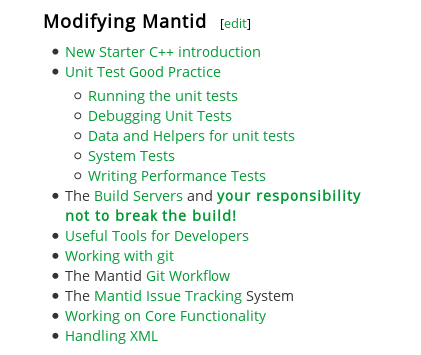 Modifying Mantid [edit]
New Starter C++ introduction
Unit Test Good Practice
Running the unit tests
Debugging Unit Tests
Data and Helpers for unit tests
System Tests
Writing Performance Tests
The Build Servers and your responsibility
not to break the build!
Useful Tools for Developers
Working with git
The Mantid Git Workflow
The Mantid Issue Tracking System
Working on Core Functionality
Handling XML